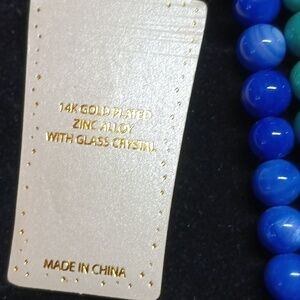 14K GOLD PLATED
ZINC ALLOY
WITH GLASS CRYSTAL
MADE IN CHINA